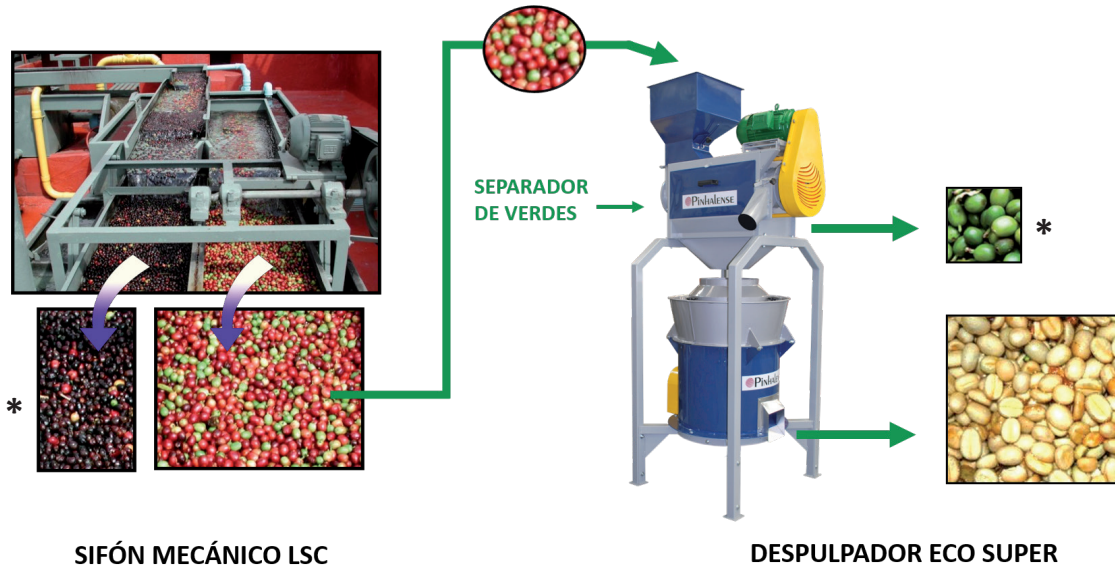 SEPARADOR
DE VERDES
PINHALENSE
*
PINHALENSE
*
SIFÓN MECÁNICO LSC
DESPULPADOR ECO SUPER